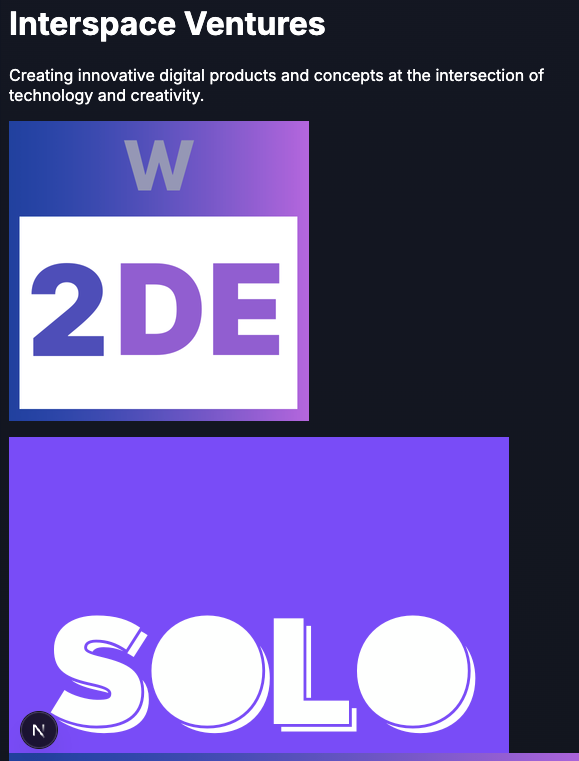 Interspace Ventures
Creating innovative digital products and concepts at the intersection of
technology and creativity.
W
2DE
SOLO
N